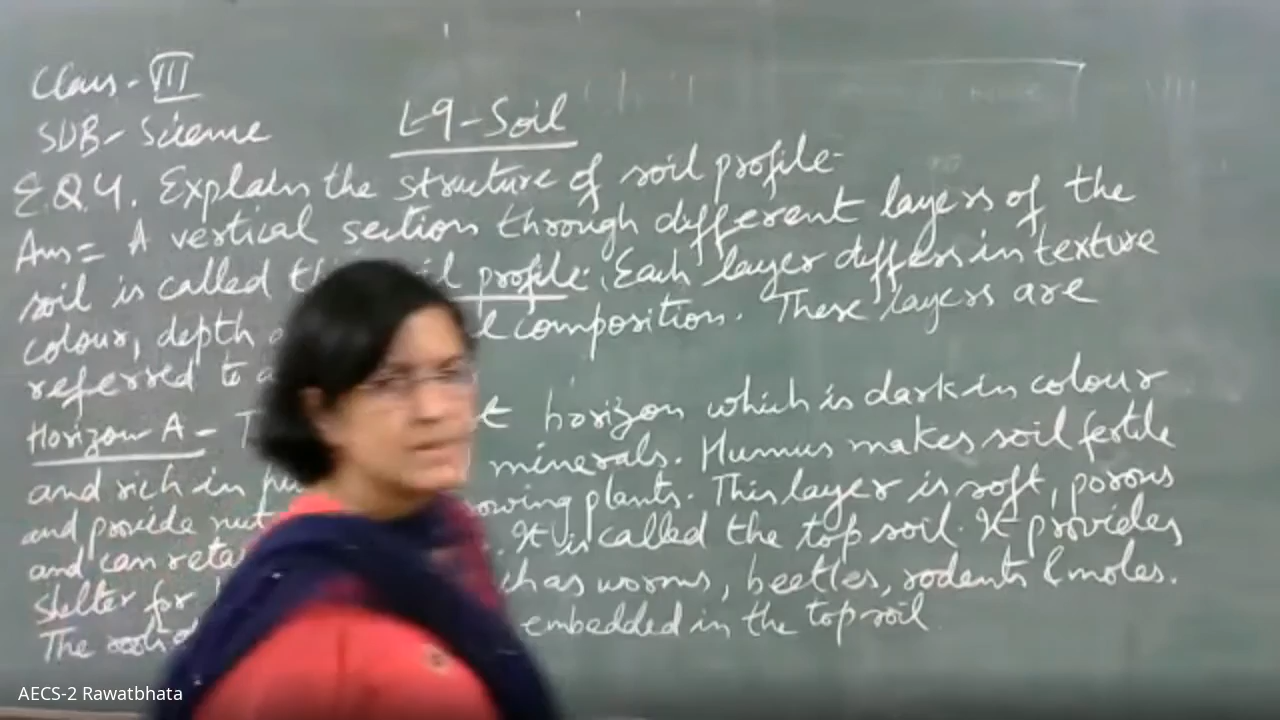 Class - VII
SUB - Science
L-9-Soil
E.Q.4. Explain the structure of soil profile.
Ans= A vertical section through different layers of the
soil is called the soil profile. Each layer differs in texture
colour, depth composition. These layers are
referred to
Horizon A - horizon which is dark in colour
and rich in minerals. Humus makes soil fertile
and provide growing plants. This layer is soft, porous
and can . It is called the top soil. It provides
shelter for such as worms, beetles, rodents & moles.
The embedded in the top soil.
AECS-2 Rawatbhata